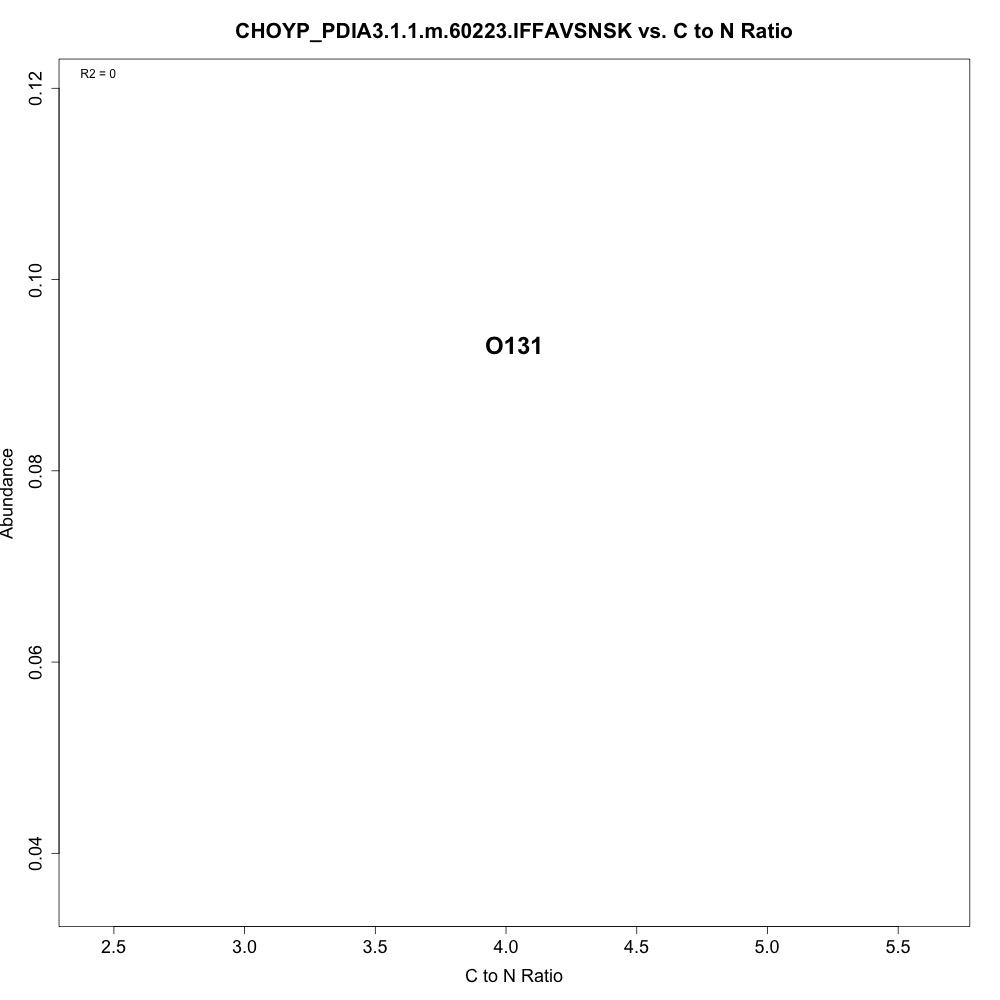 CHOYP_PDIA3.1.1.m.60223.IFFAVSNSK vs. C to N Ratio
R2 = 0
0.12
0.10
O131
0.08
Abundance
0.06
0.04
2.5 3.0 3.5 4.0 4.5 5.0 5.5
C to N Ratio